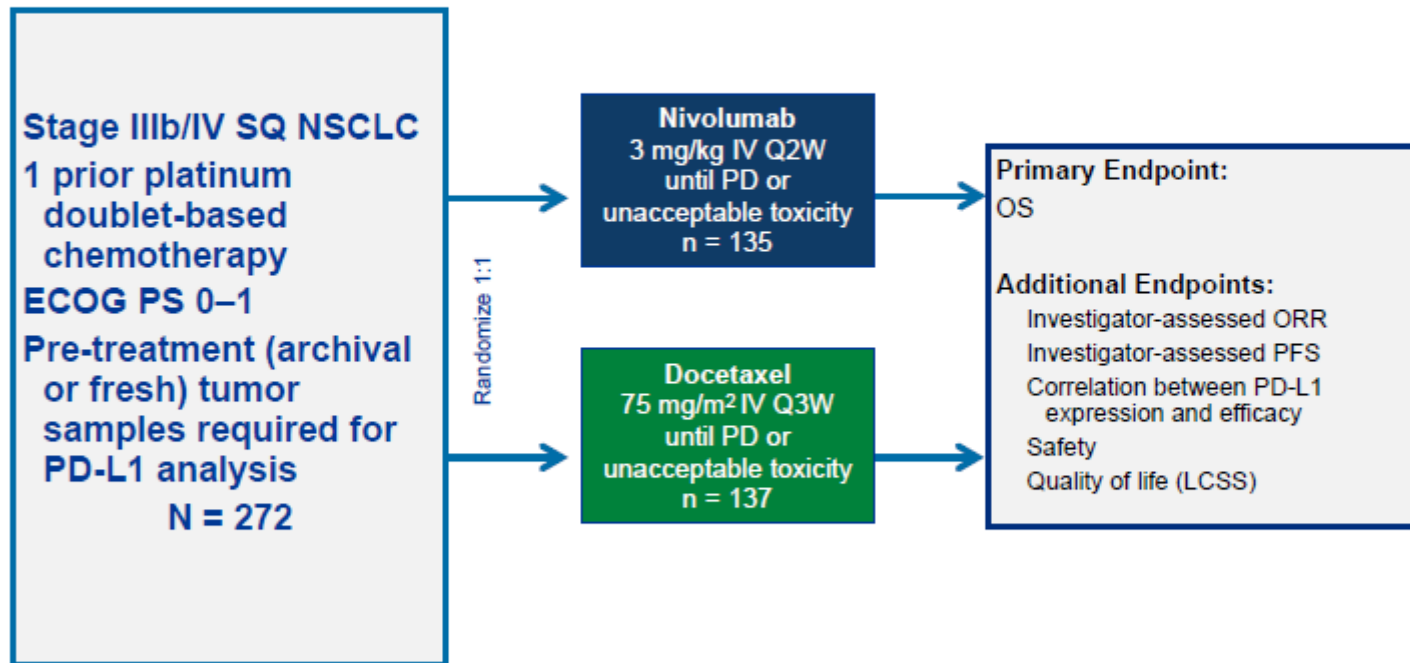 Stage IIIb/IV SQ NSCLC
1 prior platinum
doublet-based
chemotherapy
ECOG PS 0–1
Pre-treatment (archival
or fresh) tumor
samples required for
PD-L1 analysis
N = 272
Randomize 1:1
Nivolumab
3 mg/kg IV Q2W
until PD or
unacceptable toxicity
n = 135
Docetaxel
75 mg/m² IV Q3W
until PD or
unacceptable toxicity
n = 137
Primary Endpoint:
OS
Additional Endpoints:
Investigator-assessed ORR
Investigator-assessed PFS
Correlation between PD-L1
expression and efficacy
Safety
Quality of life (LCSS)